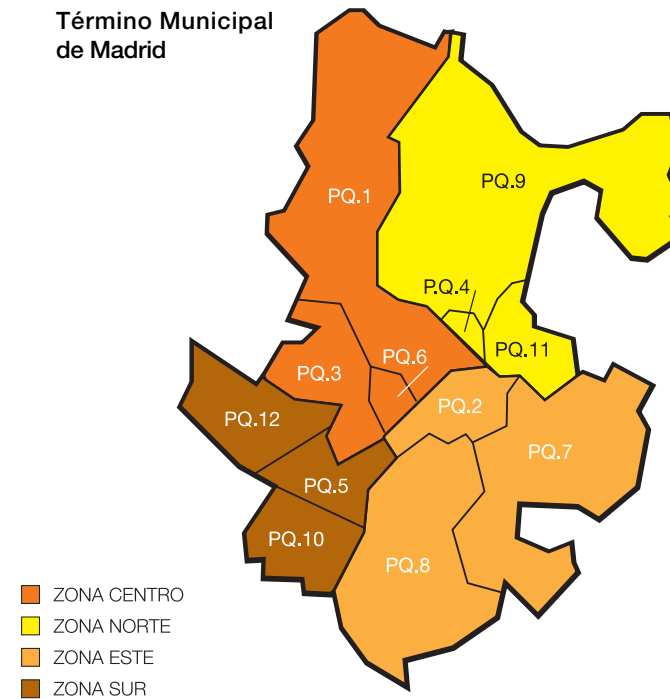 Término Municipal
de Madrid
PQ.1
PQ.9
P.Q.4
PQ.11
PQ.6
PQ.3
PQ.2
PQ.12
PQ.7
PQ.5
PQ.10
PQ.8
ZONA CENTRO
ZONA NORTE
ZONA ESTE
ZONA SUR